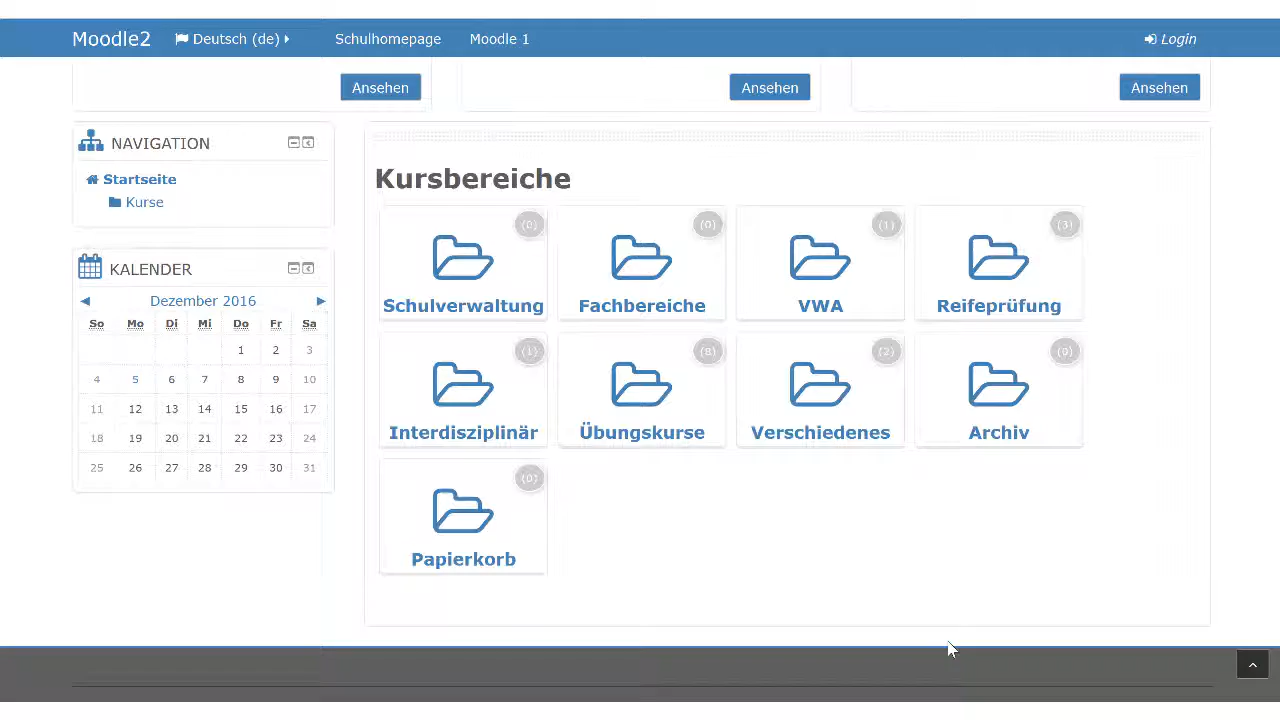 Moodle2 Deutsch (de) Schulhomepage Moodle 1 Login
Ansehen Ansehen Ansehen
NAVIGATION
Startseite
Kurse
KALENDER
Dezember 2016
So Mo Di Mi Do Fr Sa
1 2 3
4 5 6 7 8 9 10
11 12 13 14 15 16 17
18 19 20 21 22 23 24
25 26 27 28 29 30 31
Kursbereiche
(0) (0) (1) (3)
Schulverwaltung Fachbereiche VWA Reifeprüfung
(1) (8) (2) (0)
Interdisziplinär Übungskurse Verschiedenes Archiv
(0)
Papierkorb